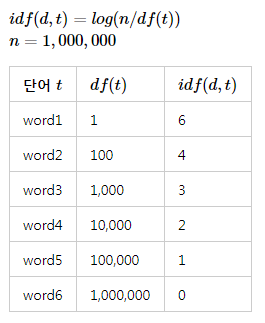 idf(d, t) = log(n/df(t))
n = 1,000,000
단어 t df(t) idf(d, t)
word1 1 6
word2 100 4
word3 1,000 3
word4 10,000 2
word5 100,000 1
word6 1,000,000 0